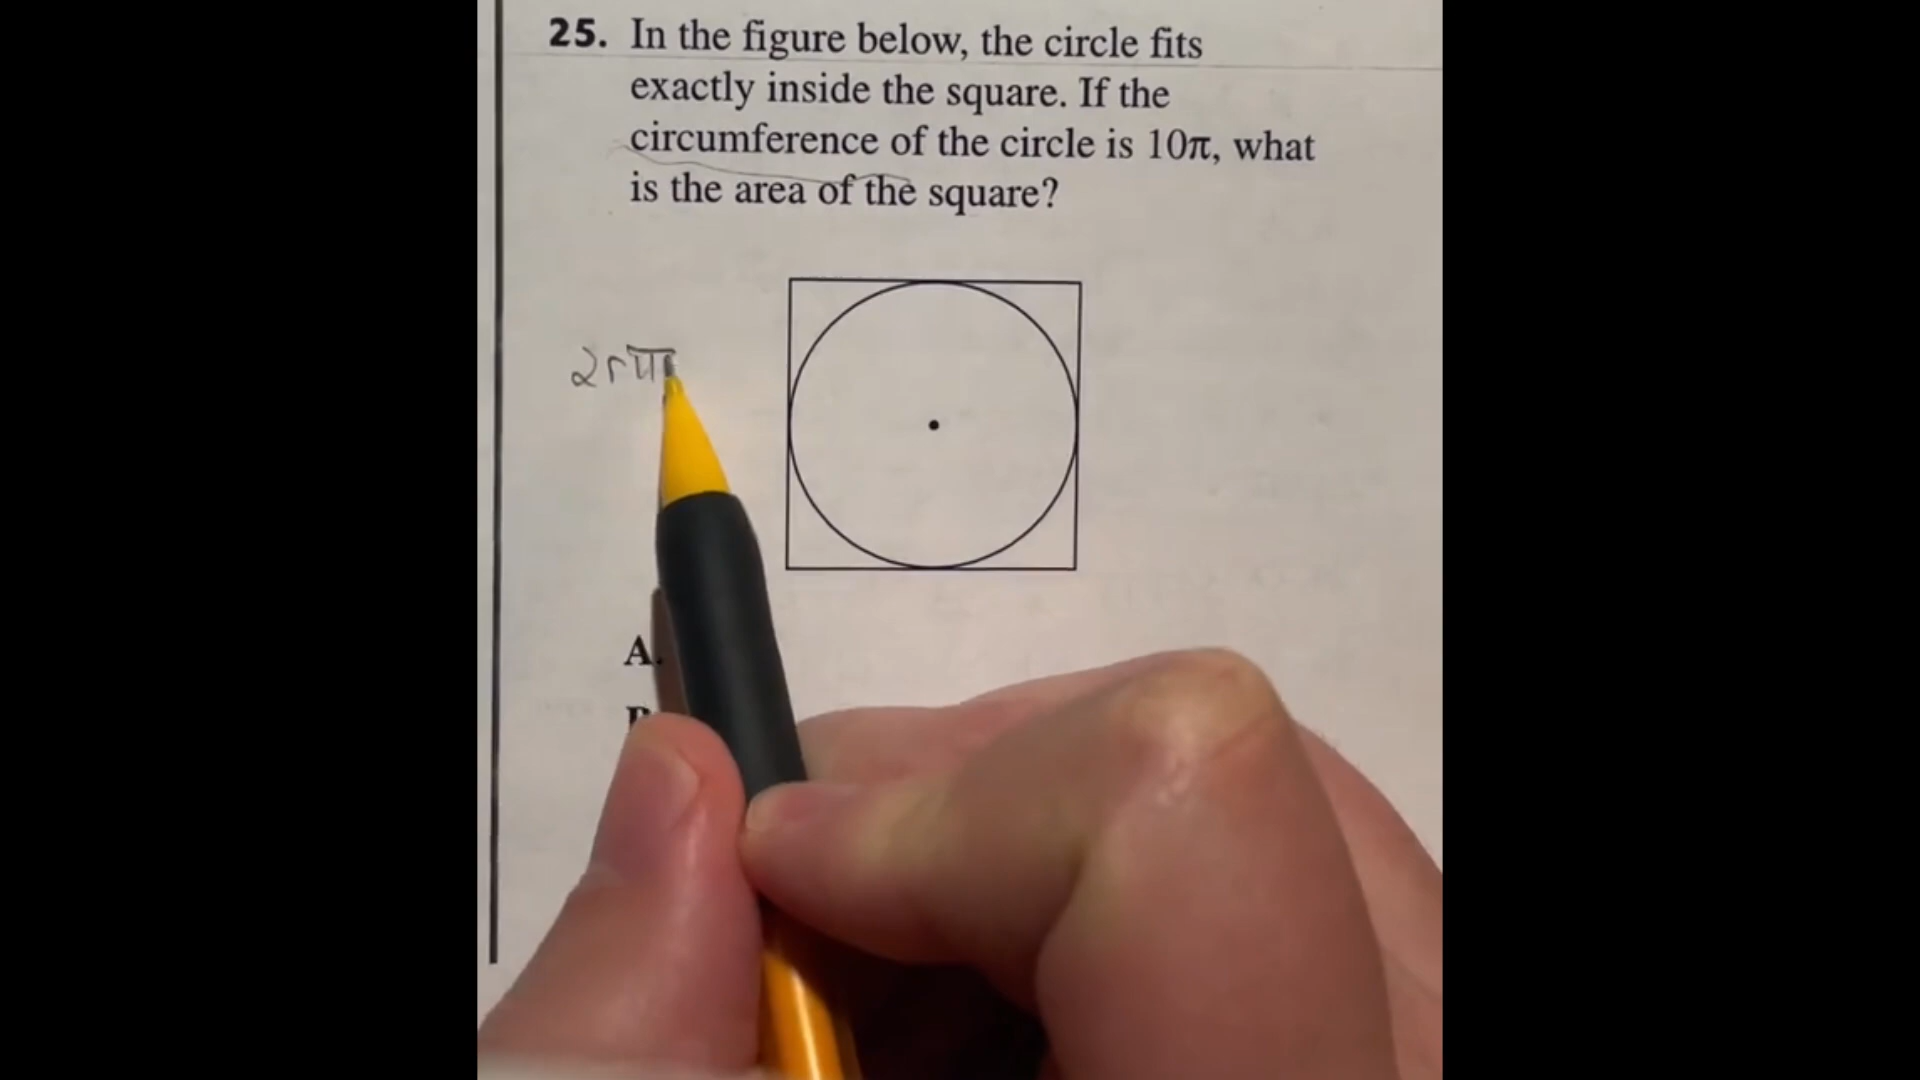 25. In the figure below, the circle fits
exactly inside the square. If the
circumference of the circle is 10π, what
is the area of the square?
2rπ
A.
B